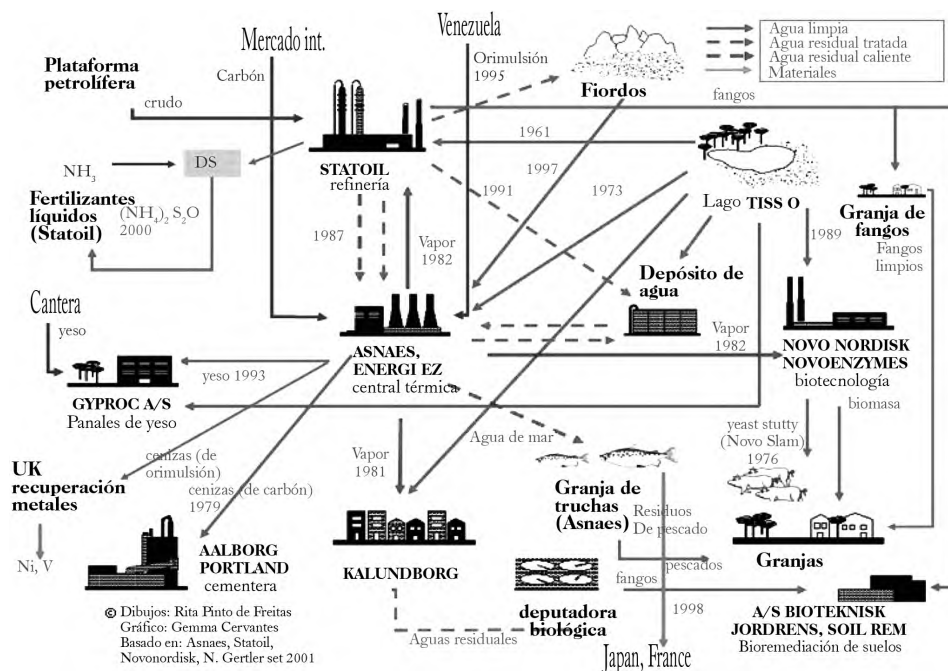 Mercado int.
Venezuela
Agua limpia
Agua residual tratada
Agua residual caliente
Materiales
Plataforma
petrolífera
Carbón
Orimulsión
1995
Fiordos
fangos
crudo
1961
NH3
DS
STATOIL
refinería
1997
1991
1973
Lago TISS O
Granja de
fangos
Fangos
limpios
Fertilizantes
líquidos
(Statoil)
(NH4)2 S2O
2000
1987
Vapor
1982
1989
Depósito de
agua
Cantera
yeso
Vapor
1982
ASNAES,
ENERGI EZ
central térmica
NOVO NORDISK
NOVOENZYMES
biotecnología
yeso 1993
GYPROC A/S
Panales de yeso
biomasa
yeast stutty
(Novo Slam)
1976
Agua de mar
Vapor
1981
cenizas (de
orimulsión)
UK
recuperación
metales
cenizas (de carbón)
1979
Granja de
truchas
(Asnaes)
Residuos
De pescado
Ni, V
AALBORG
PORTLAND
cementera
KALUNDBORG
pescados
Granjas
fangos
deputadora
biológica
1998
A/S BIOTEKNISK
JORDRENS, SOIL REM
Bioremediación de suelos
Aguas residuales
Japan, France
© Dibujos: Rita Pinto de Freitas
Gráfico: Gemma Cervantes
Basado en: Asnaes, Statoil,
Novonordisk, N. Gertler set 2001